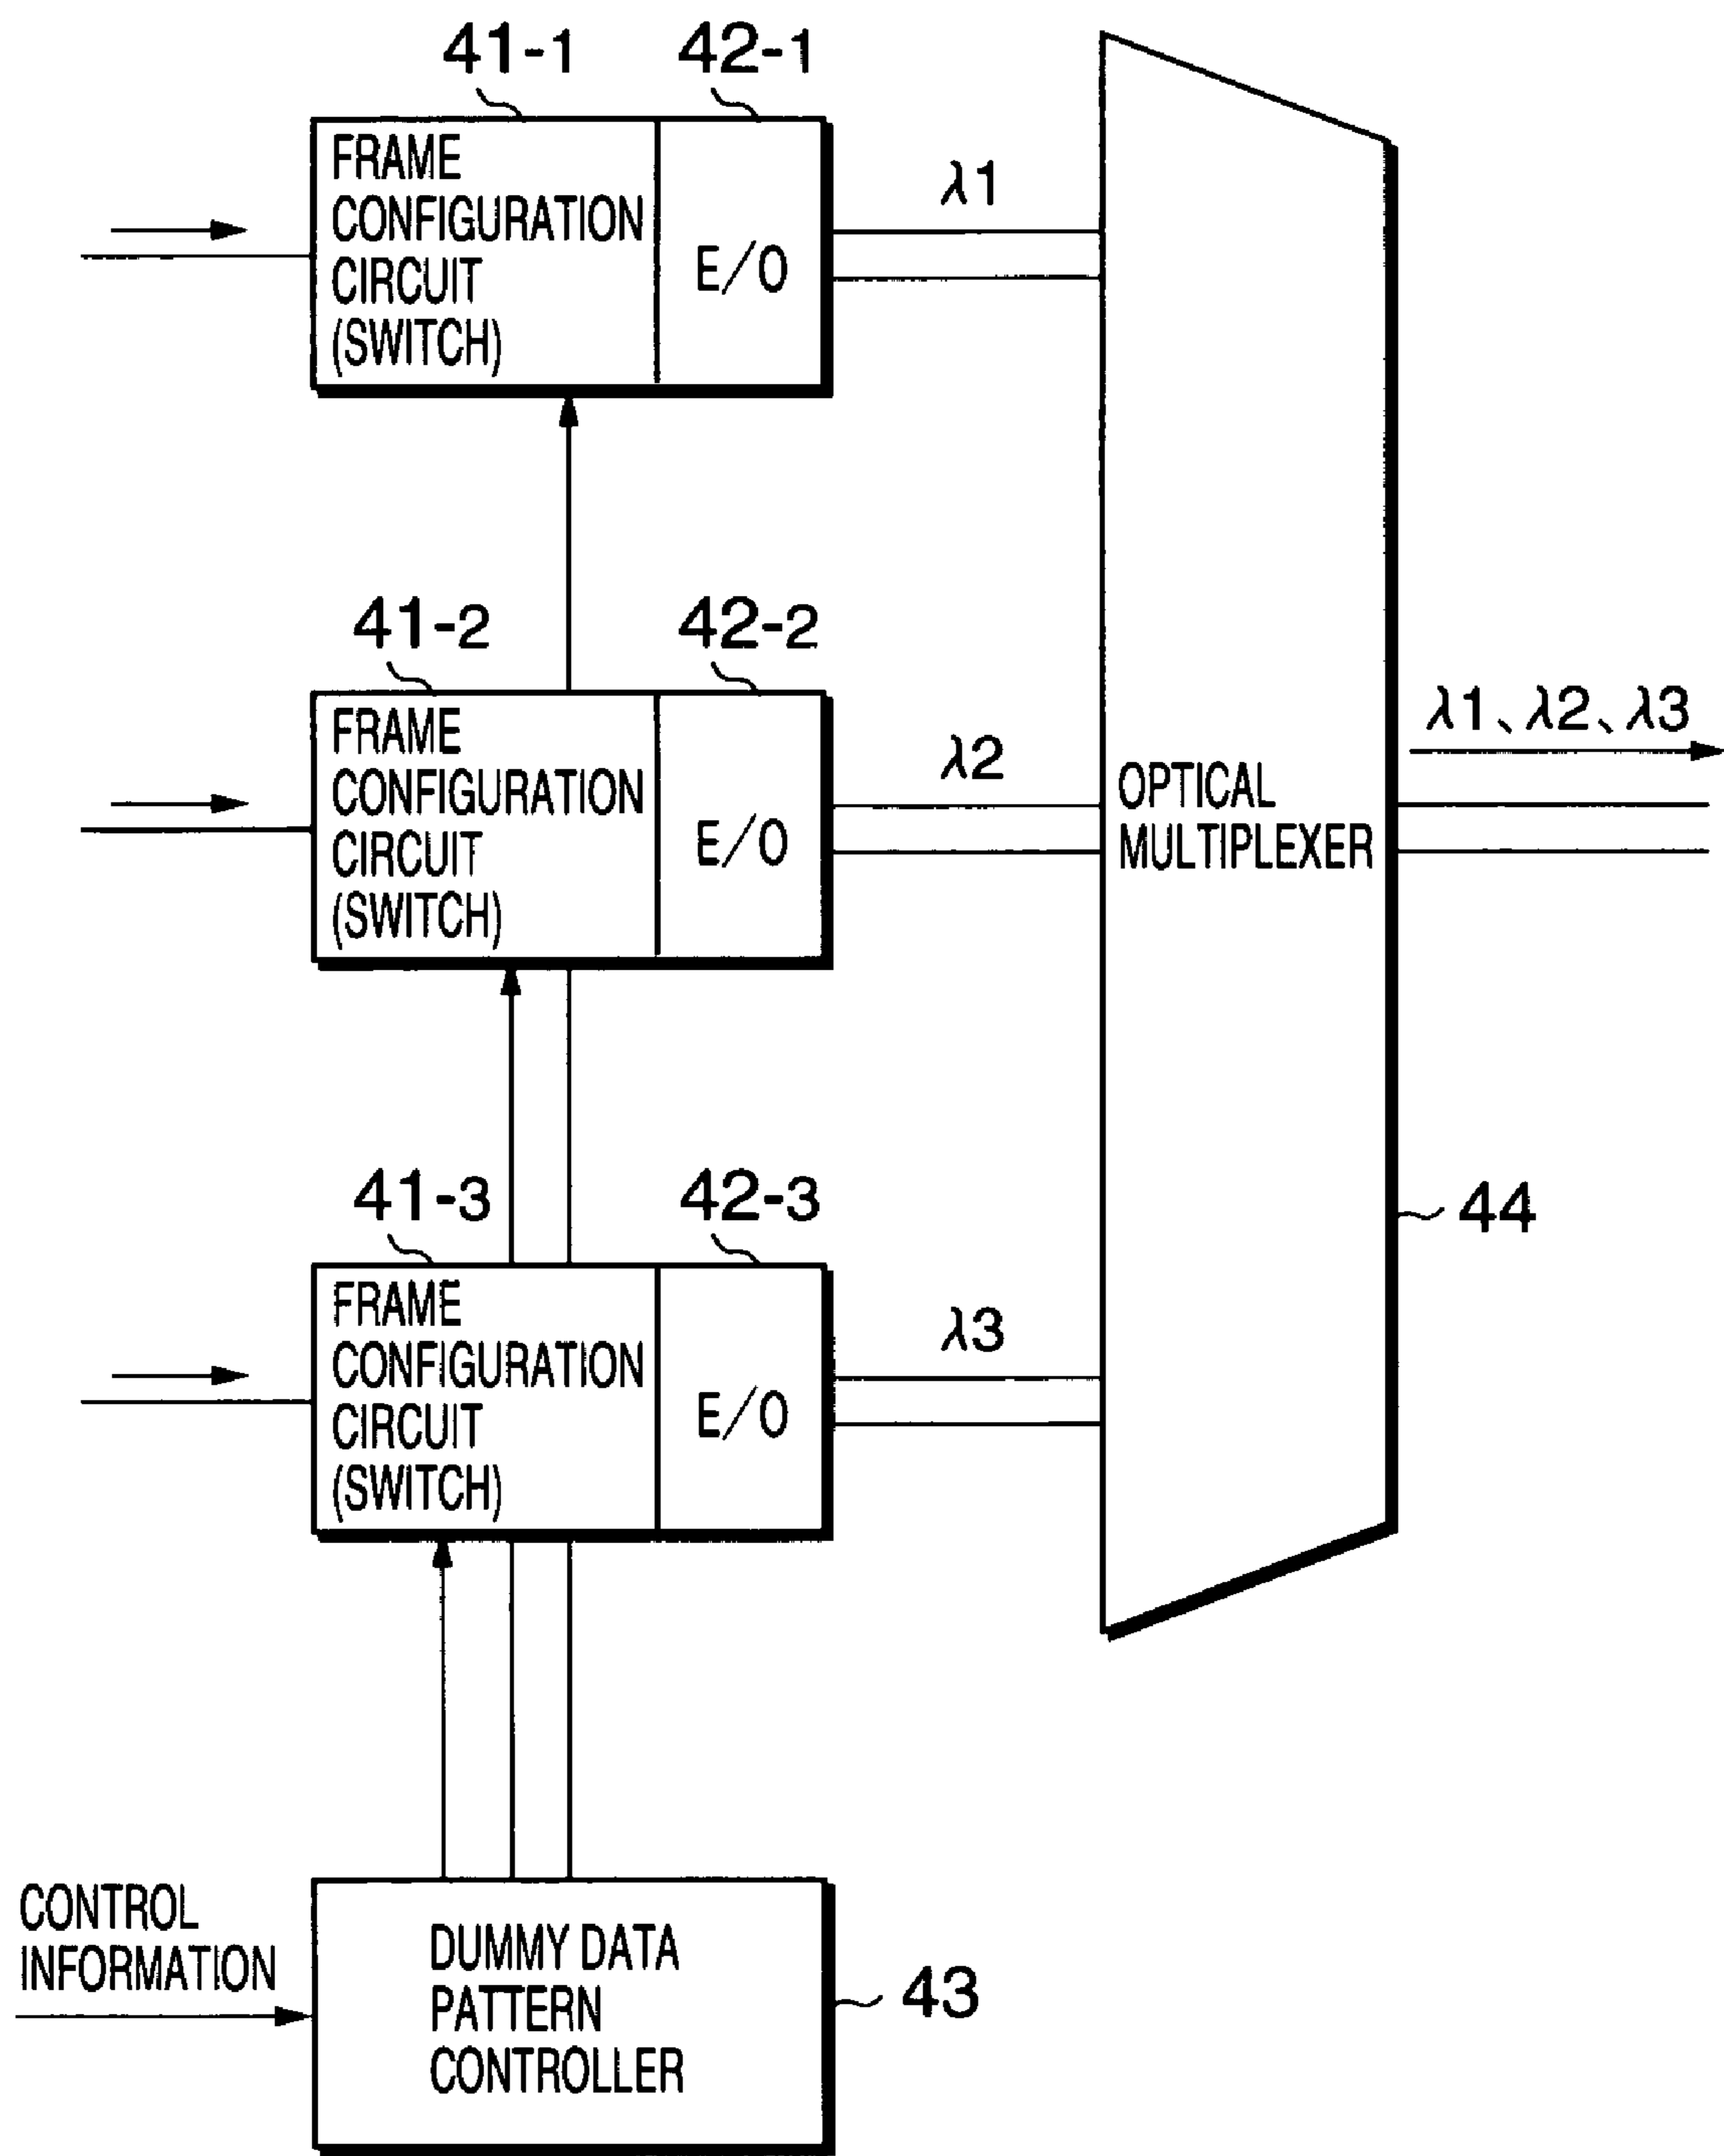 41-1
42-1
FRAME
CONFIGURATION
CIRCUIT
(SWITCH)
E/O
λ1
41-2
42-2
FRAME
CONFIGURATION
CIRCUIT
(SWITCH)
E/O
λ2
OPTICAL
MULTIPLEXER
λ1、λ2、λ3
41-3
42-3
FRAME
CONFIGURATION
CIRCUIT
(SWITCH)
E/O
λ3
44
CONTROL
INFORMATION
DUMMY DATA
PATTERN
CONTROLLER
43